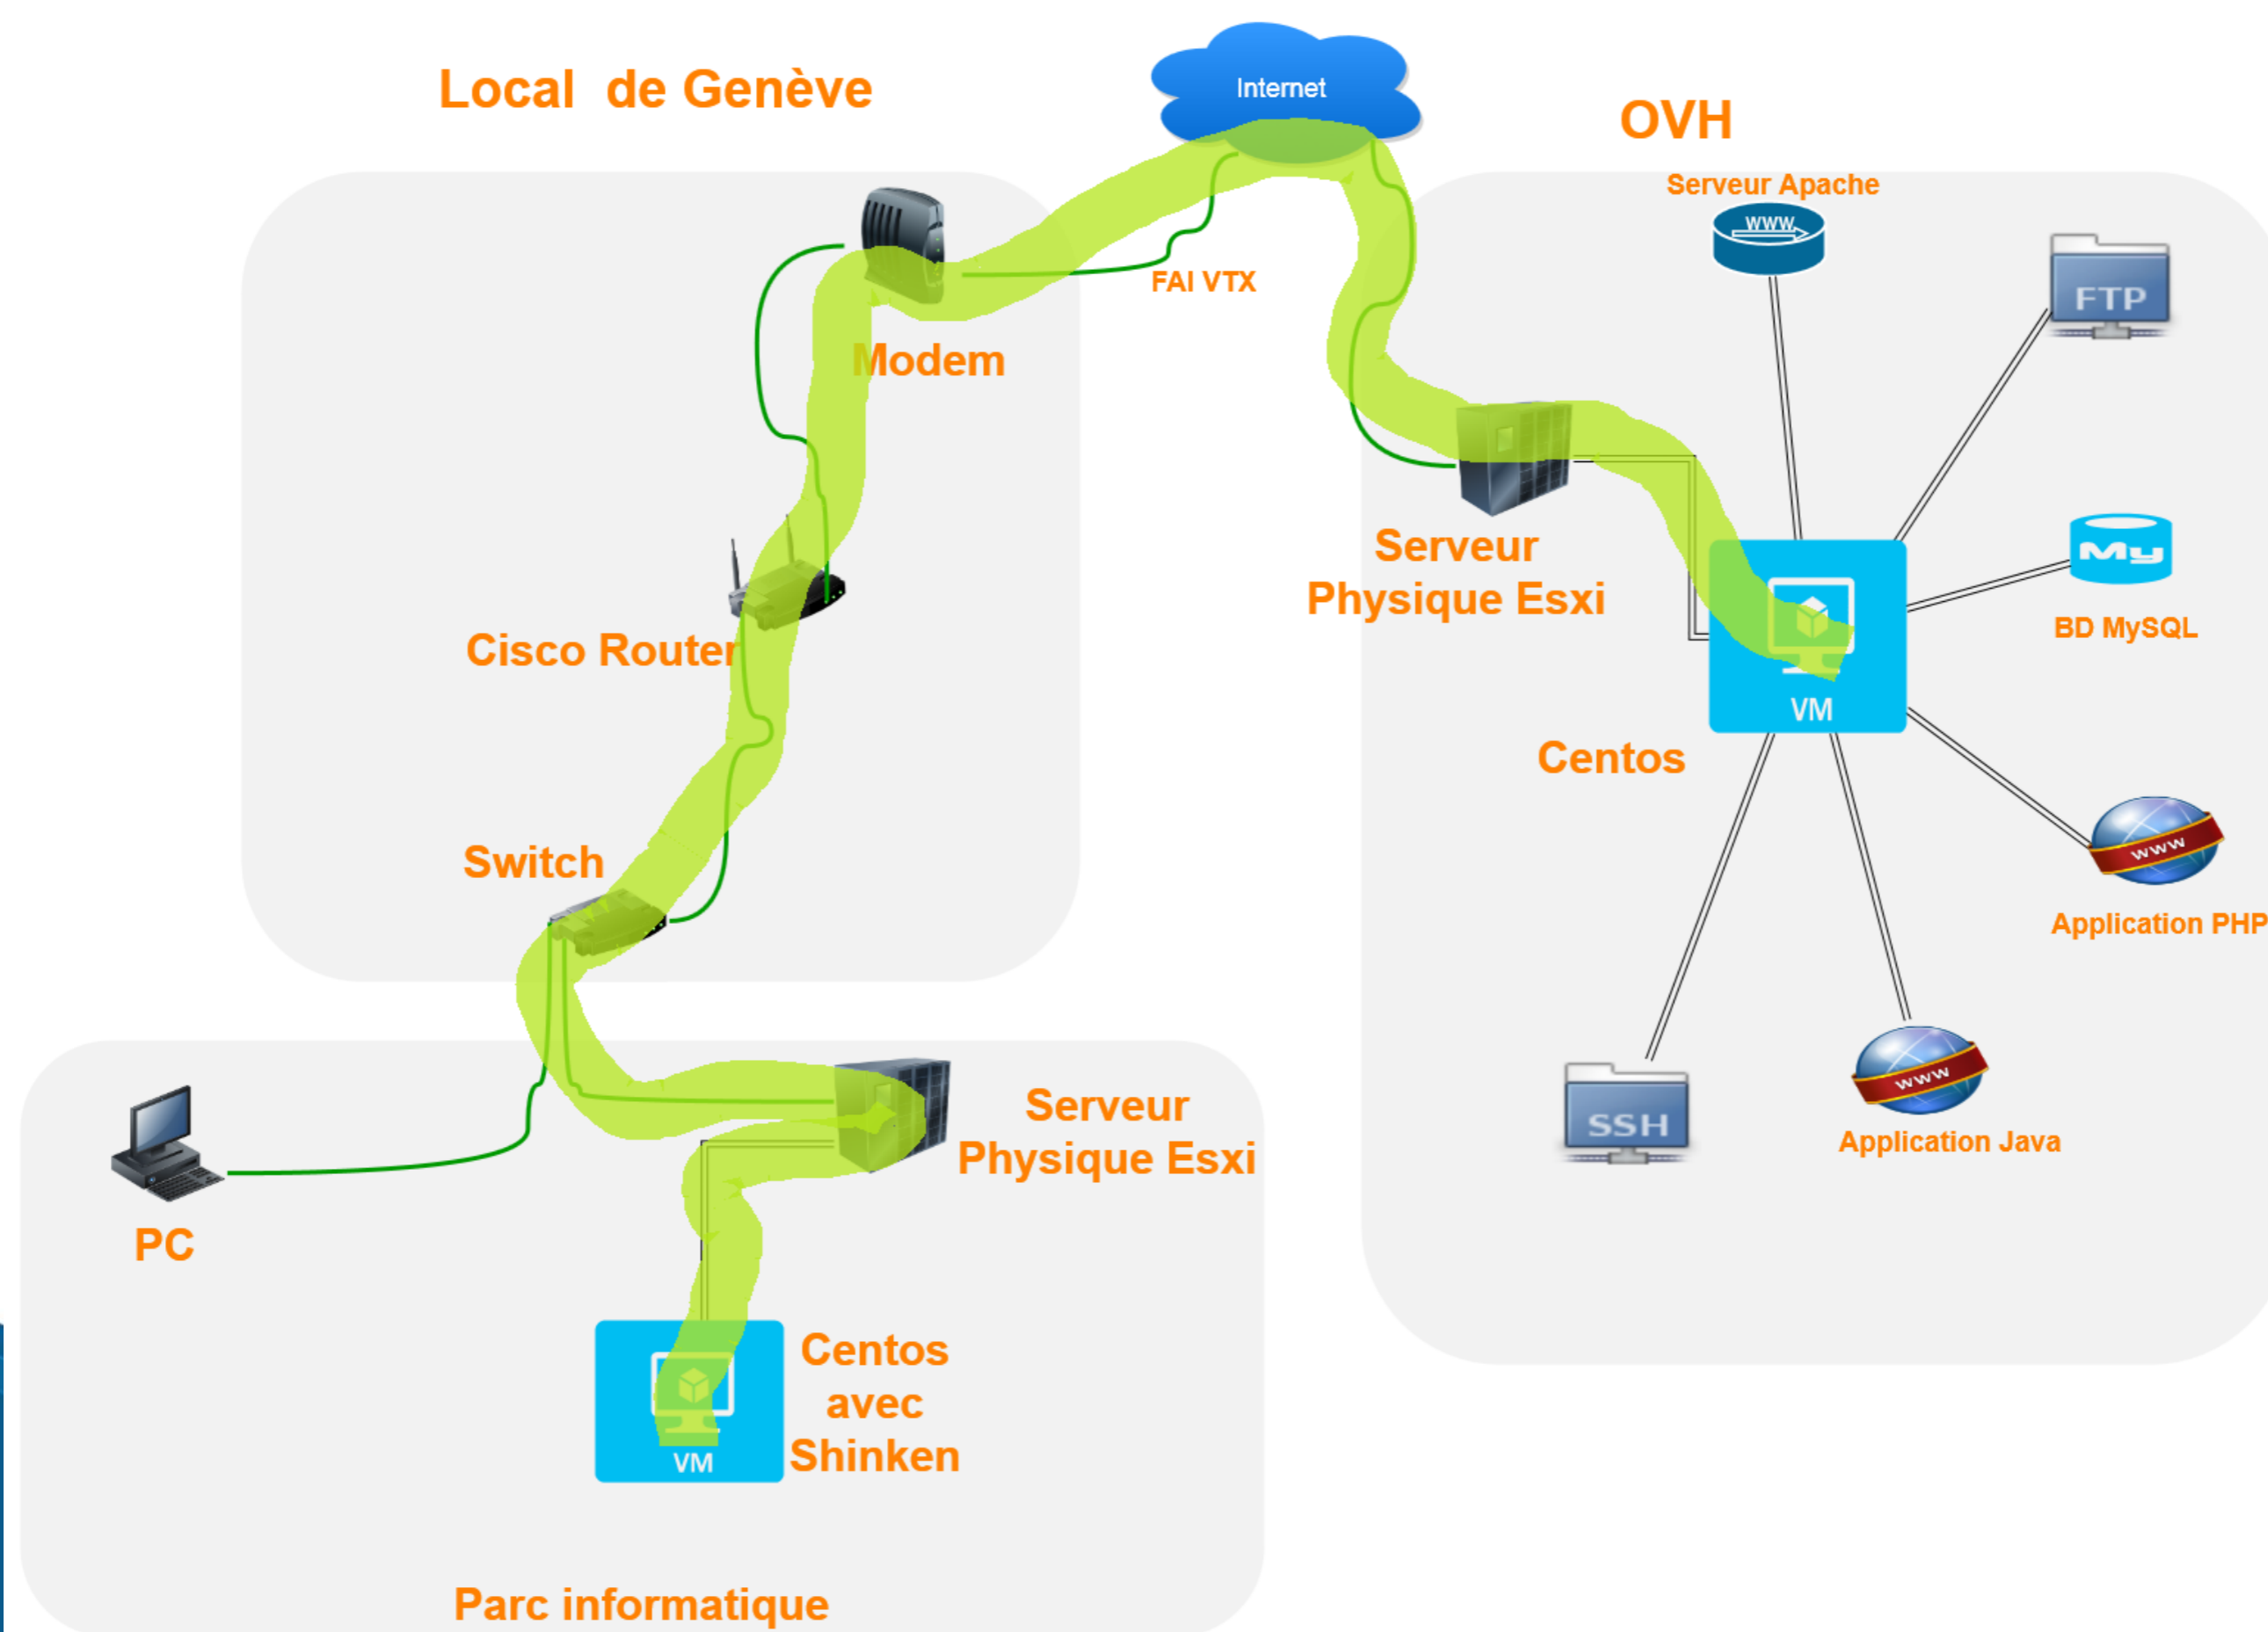 Local  de Genève
Internet
OVH
Serveur Apache
WWW
FTP
FAI VTX
Modem
Serveur
Physique Esxi
My
BD MySQL
Cisco Router
VM
Centos
Switch
www
Application PHP
Serveur
Physique Esxi
SSH
www
Application Java
PC
Centos
avec
Shinken
VM
Parc informatique